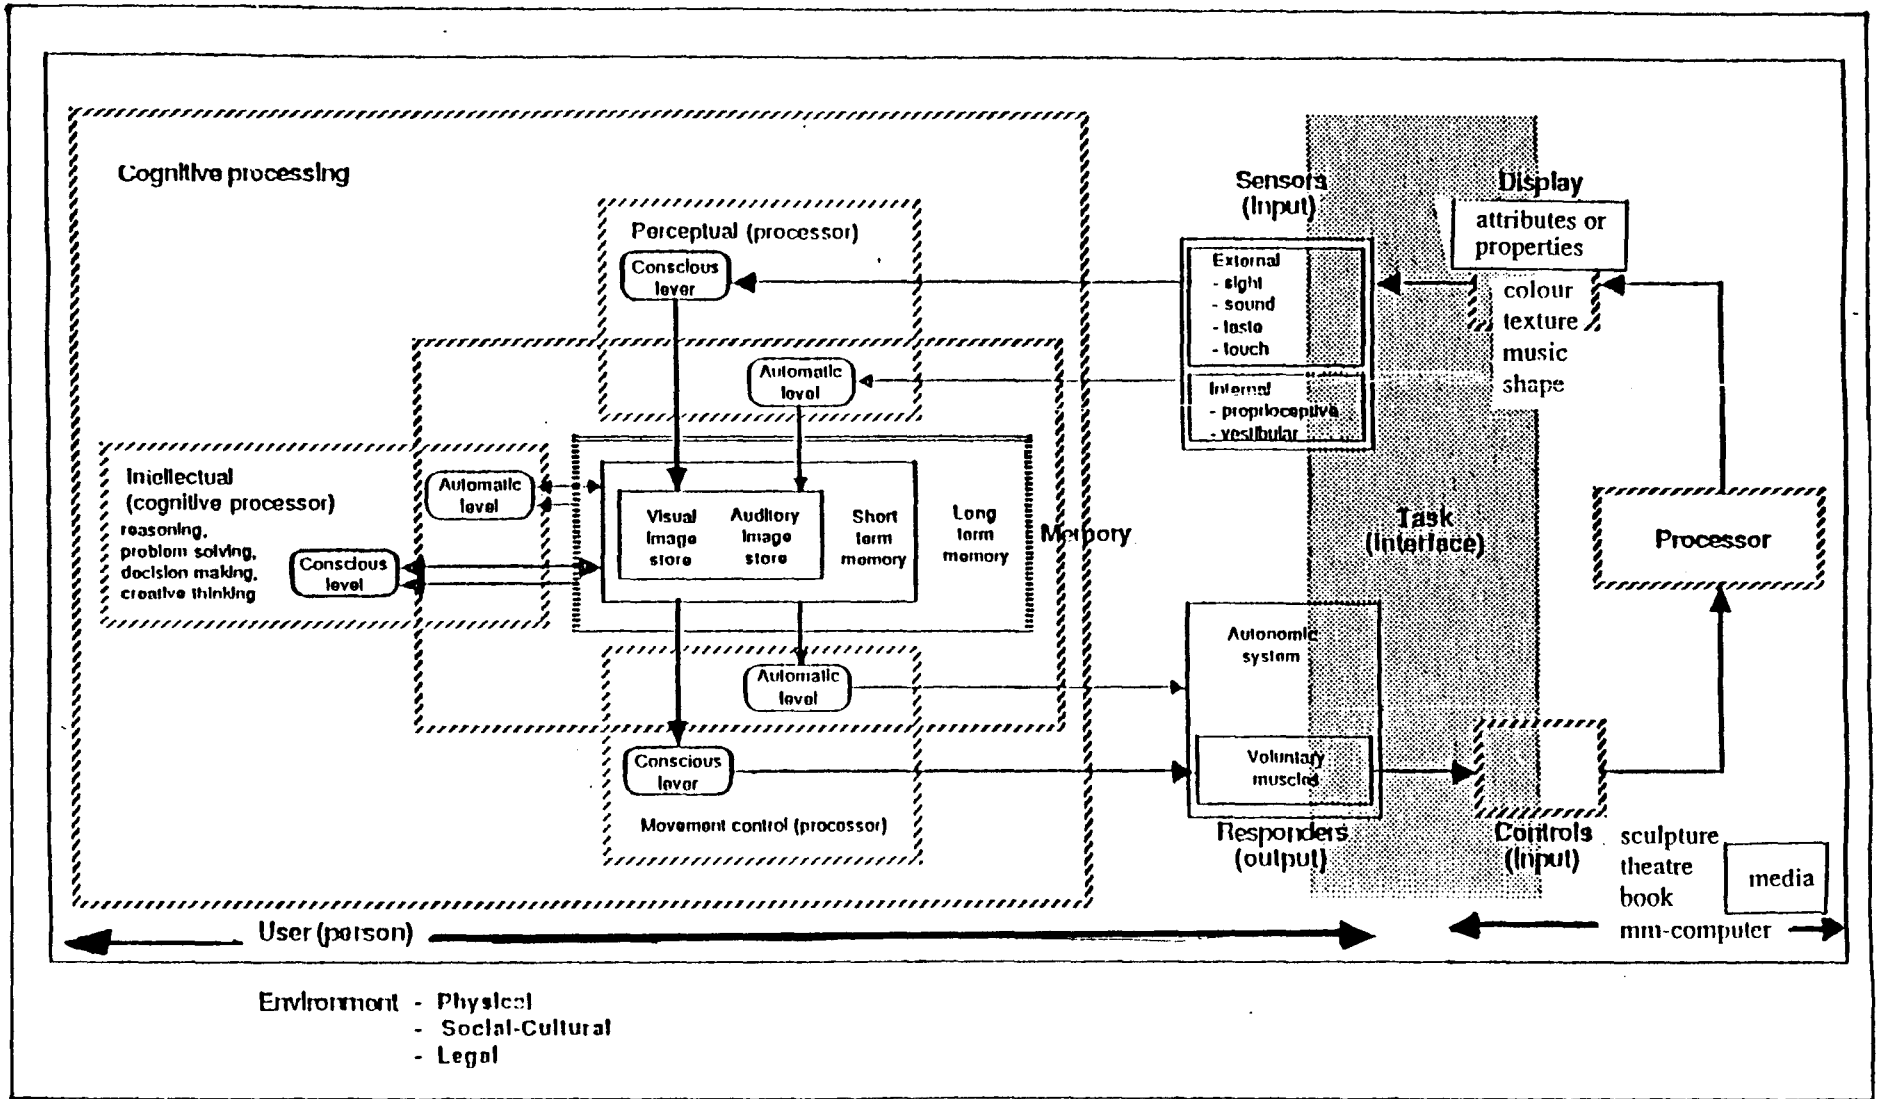 Cognitive processing
Perceptual (processor)
Conscious
lever
Automatic
level
Intellectual
(cognitive processor)
reasoning,
problem solving,
decision making,
creative thinking
Automatic
level
Conscious
level
Visual
Image
store
Auditory
Image
store
Short
term
memory
Long
term
memory
Memory
Automatic
level
Conscious
lever
Movement control (processor)
Sensors
(Input)
External
- sight
- sound
- taste
- touch
Internal
- proprioceptive
- vestibular
Display
attributes or
properties
colour
texture
music
shape
Task
(Interface)
Processor
Autonomic
system
Voluntary
muscles
Responders
(output)
Controls
(Input)
sculpture
theatre
book
mm-computer
media
User (person)
Environment - Physical
- Social-Cultural
- Legal